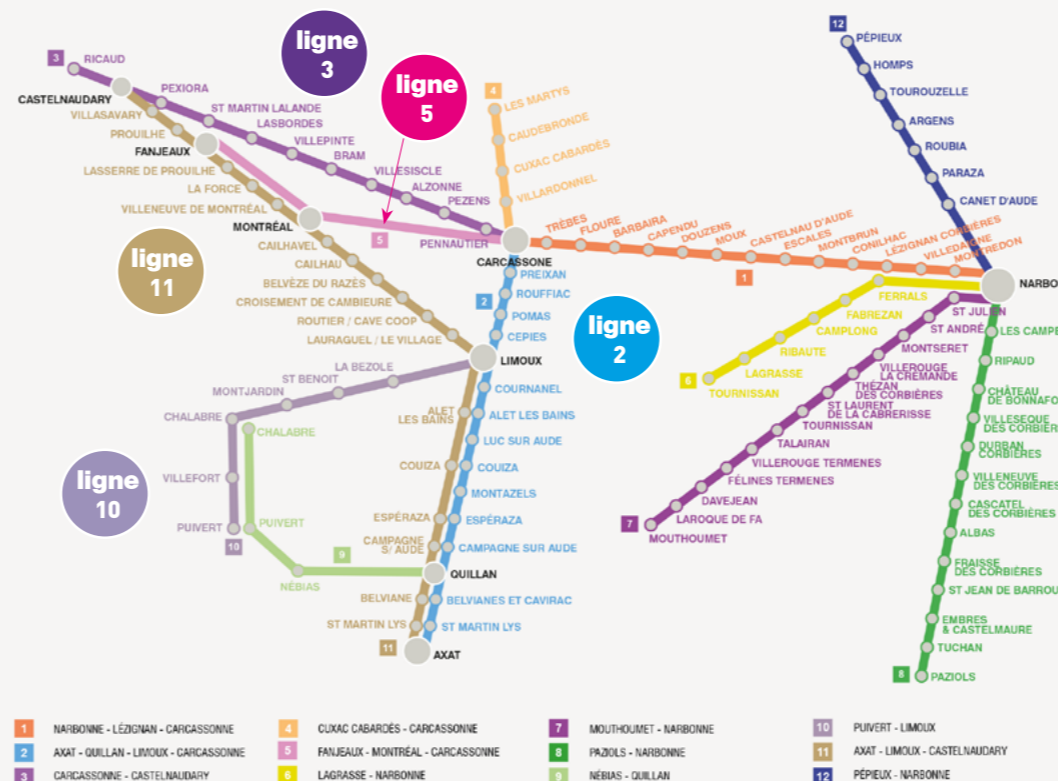 ligne
3
ligne
5
ligne
11
ligne
2
ligne
10
3
RICAUD
CASTELNAUDARY
PEXIORA
ST MARTIN LALANDE
LASBORDES
VILLEPINTE
BRAM
VILLESISCLE
ALZONNE
PEZENS
PENNAUTIER
VILLASAVARY
PROUILHE
FANJEAUX
LASSERRE DE PROUILHE
LA FORCE
VILLENEUVE DE MONTRÉAL
MONTRÉAL
5
CAILHAVEL
CAILHAU
BELVÈZE DU RAZÈS
CROISEMENT DE CAMBIEURE
ROUTIER / CAVE COOP
LAURAGUEL / LE VILLAGE
4
LES MARTYS
CAUDEBRONDE
CUXAC CABARDÈS
VILLARDONNEL
CARCASSONE
TRÈBES
FLOURE
BARBAIRA
CAPENDU
DOUZENS
MOUX
CASTELNAU D'AUDE
ESCALES
MONTBRUN
CONILHAC
LÉZIGNAN CORBIÈRES
VILLEDAIGNE
MONTREDON
1
12
PÉPIEUX
HOMPS
TOUROUZELLE
ARGENS
ROUBIA
PARAZA
CANET D'AUDE
NARBO
2
PREIXAN
ROUFFIAC
POMAS
CEPIES
LIMOUX
COURNANEL
ALET LES BAINS
LUC SUR AUDE
COUIZA
MONTAZELS
ESPÉRAZA
CAMPAGNE SUR AUDE
QUILLAN
BELVIANES ET CAVIRAC
ST MARTIN LYS
AXAT
ALET
LES BAINS
COUIZA
ESPÉRAZA
CAMPAGNE
S/ AUDE
BELVIANE
ST MARTIN LYS
11
LA BEZOLE
ST BENOIT
MONTJARDIN
CHALABRE
VILLEFORT
PUIVERT
10
CHALABRE
PUIVERT
NÉBIAS
9
FERRALS
FABREZAN
CAMPLONG
RIBAUTE
LAGRASSE
TOURNISSAN
6
ST JULIEN
ST ANDRÉ
MONTSERET
VILLEROUGE
LA CREMANDE
THÉZAN
DES CORBIÈRES
ST LAURENT
DE LA CABRERISSE
TOURNISSAN
TALAIRAN
VILLEROUGE TERMENES
FÉLINES TERMENES
DAVEJEAN
LAROQUE DE FA
MOUTHOUMET
7
LES CAMPE
RIPAUD
CHÂTEAU
DE BONNAFO
VILLESEQUE
DES CORBIÈR
DURBAN
CORBIÈRES
VILLENEUVE
DES CORBIÈRES
CASCATEL
DES CORBIÈRES
ALBAS
FRAISSE
DES CORBIÈRES
ST JEAN DE BARROU
EMBRES
& CASTELMAURE
TUCHAN
PAZIOLS
8
1 NARBONNE - LÉZIGNAN - CARCASSONNE
2 AXAT - QUILLAN - LIMOUX - CARCASSONNE
3 CARCASSONNE - CASTELNAUDARY
4 CUXAC CABARDÈS - CARCASSONNE
5 FANJEAUX - MONTRÉAL - CARCASSONNE
6 LAGRASSE - NARBONNE
7 MOUTHOUMET - NARBONNE
8 PAZIOLS - NARBONNE
9 NÉBIAS - QUILLAN
10 PUIVERT - LIMOUX
11 AXAT - LIMOUX - CASTELNAUDARY
12 PÉPIEUX - NARBONNE